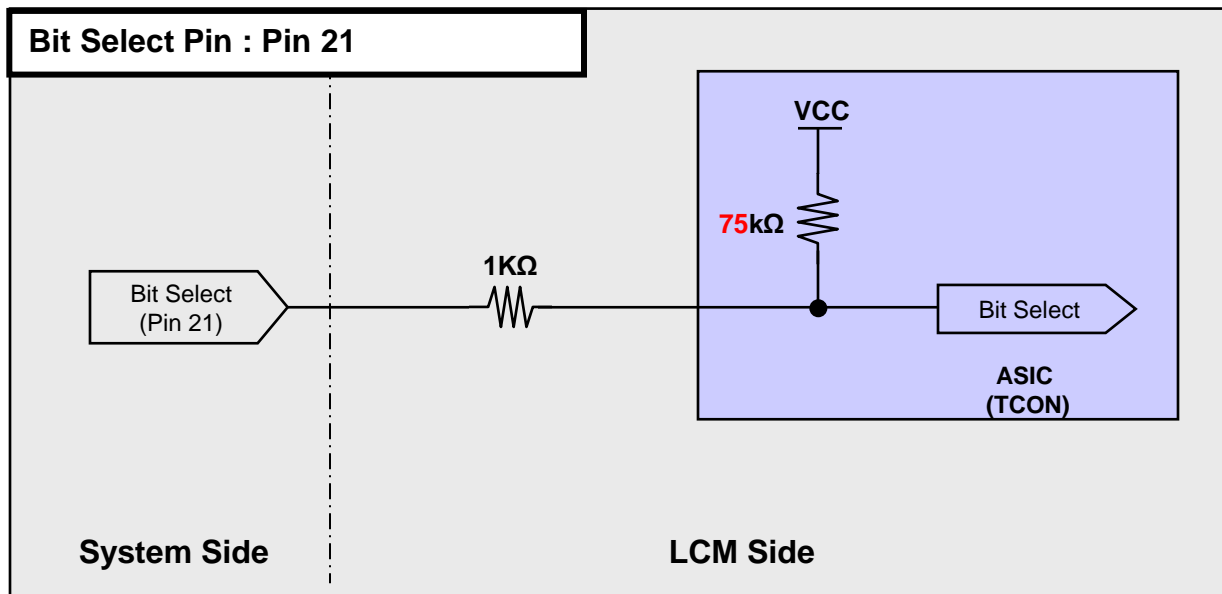 Bit Select Pin : Pin 21
VCC
75kΩ
1KΩ
Bit Select
(Pin 21)
Bit Select
ASIC
(TCON)
System Side
LCM Side